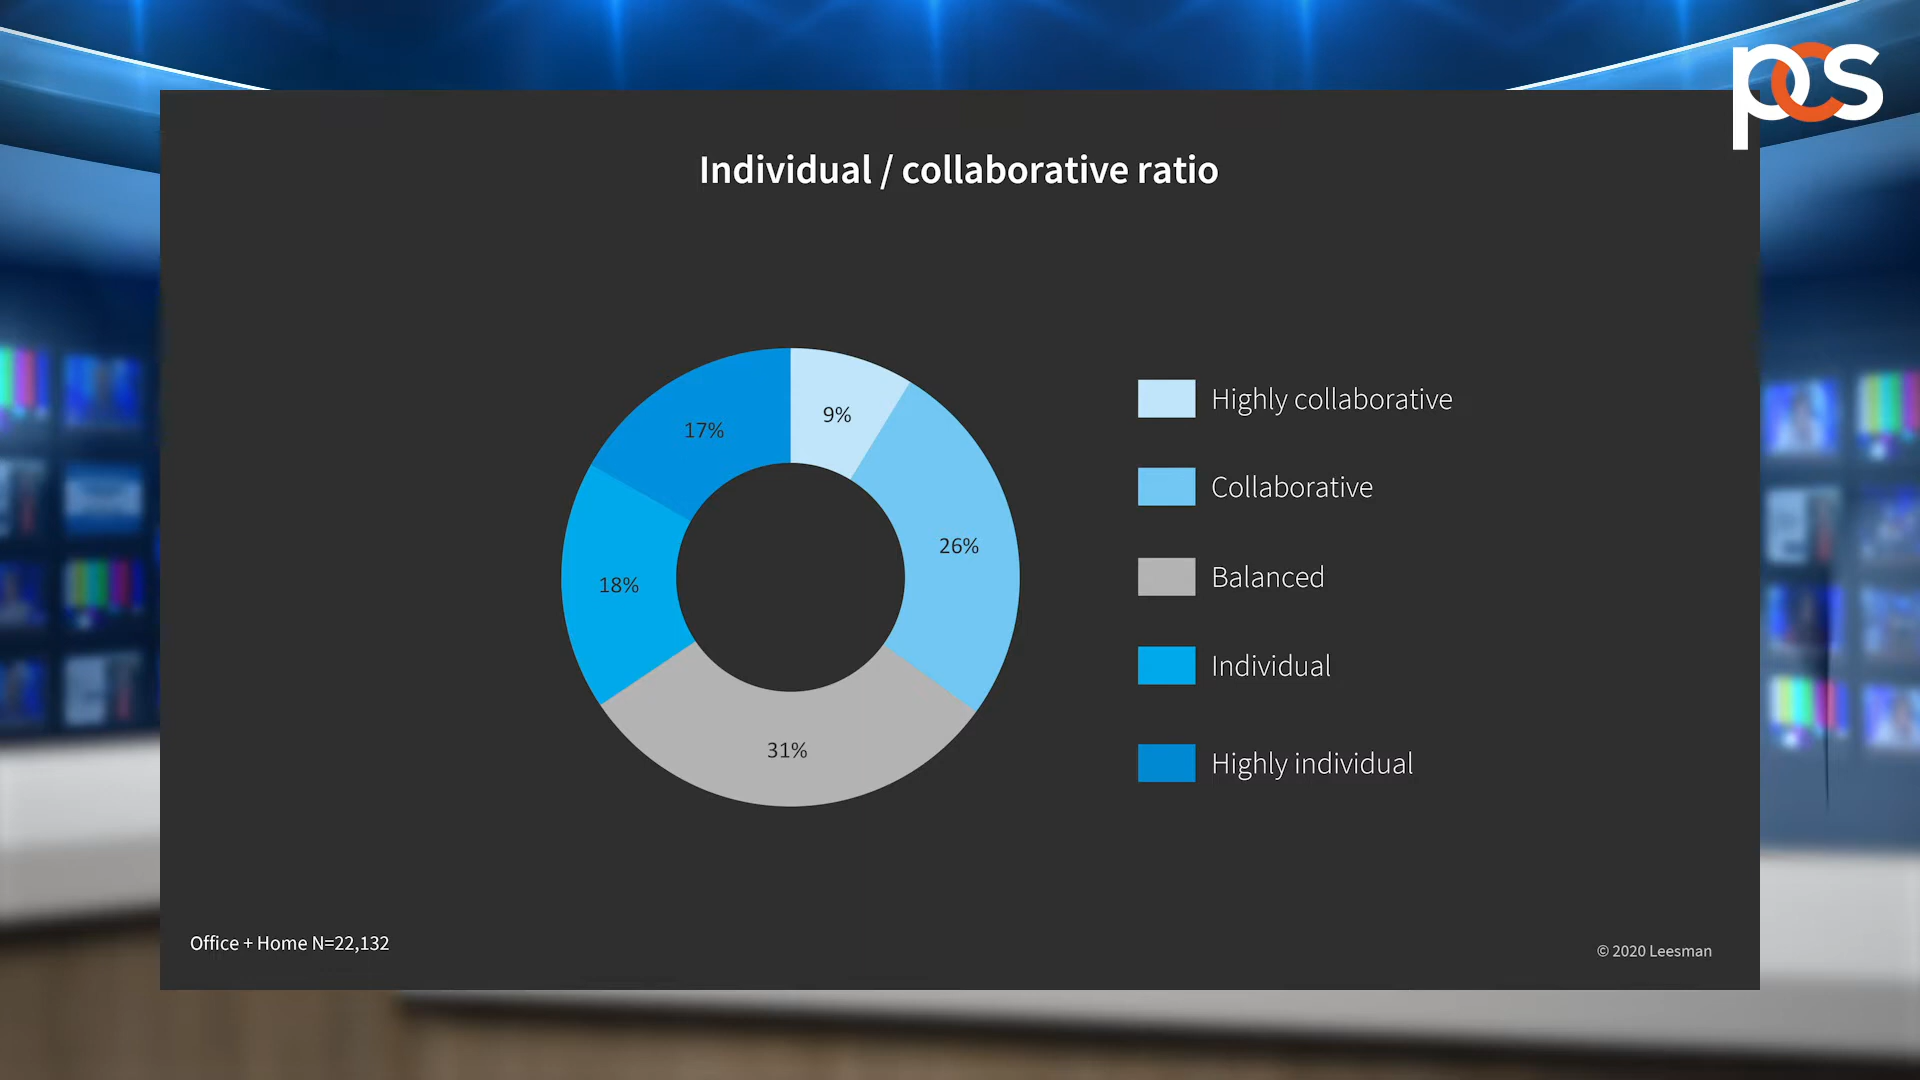 pcs
Individual / collaborative ratio
9%
17%
26%
18%
31%
Highly collaborative
Collaborative
Balanced
Individual
Highly individual
Office + Home N=22,132
© 2020 Leesman